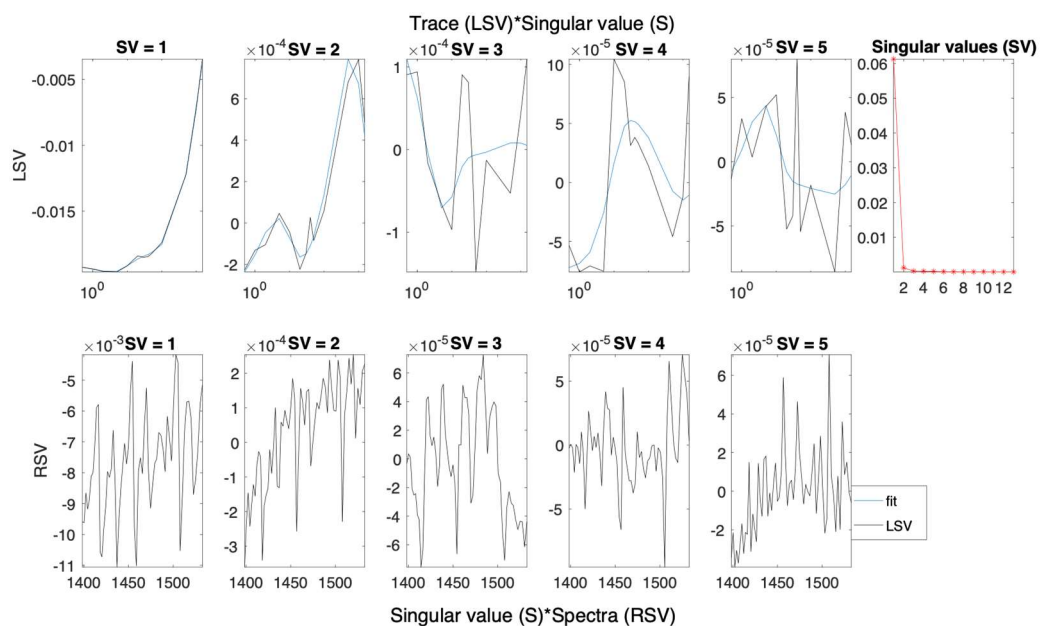 Trace (LSV)*Singular value (S)
SV = 1
×10⁻⁴ SV = 2
×10⁻⁴ SV = 3
×10⁻⁵ SV = 4
×10⁻⁵ SV = 5
Singular values (SV)
LSV
-0.005
-0.01
-0.015
10⁰
8
6
4
2
0
-2
10⁰
1
0
-1
10⁰
10
5
0
-5
10⁰
5
0
-5
10⁰
0.06
0.05
0.04
0.03
0.02
0.01
2 4 6 8 10 12
×10⁻³ SV = 1
×10⁻⁴ SV = 2
×10⁻⁵ SV = 3
×10⁻⁵ SV = 4
×10⁻⁵ SV = 5
RSV
-5
-6
-7
-8
-9
-10
-11
1400 1450 1500
2
1
0
-1
-2
-3
1400 1450 1500
6
4
2
0
-2
-4
-6
1400 1450 1500
5
0
-5
1400 1450 1500
6
4
2
0
-2
1400 1450 1500
fit
LSV
Singular value (S)*Spectra (RSV)